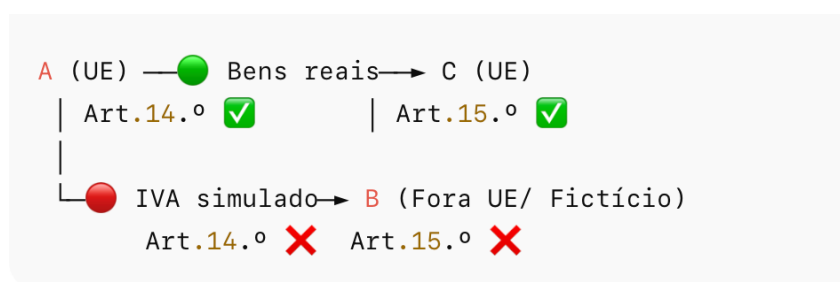 A (UE) ──🟢 Bens reais──► C (UE)
│ Art.14.º ✅ │ Art.15.º ✅
│
└─🔴 IVA simulado─► B (Fora UE/ Fictício)
Art.14.º ❌ Art.15.º ❌